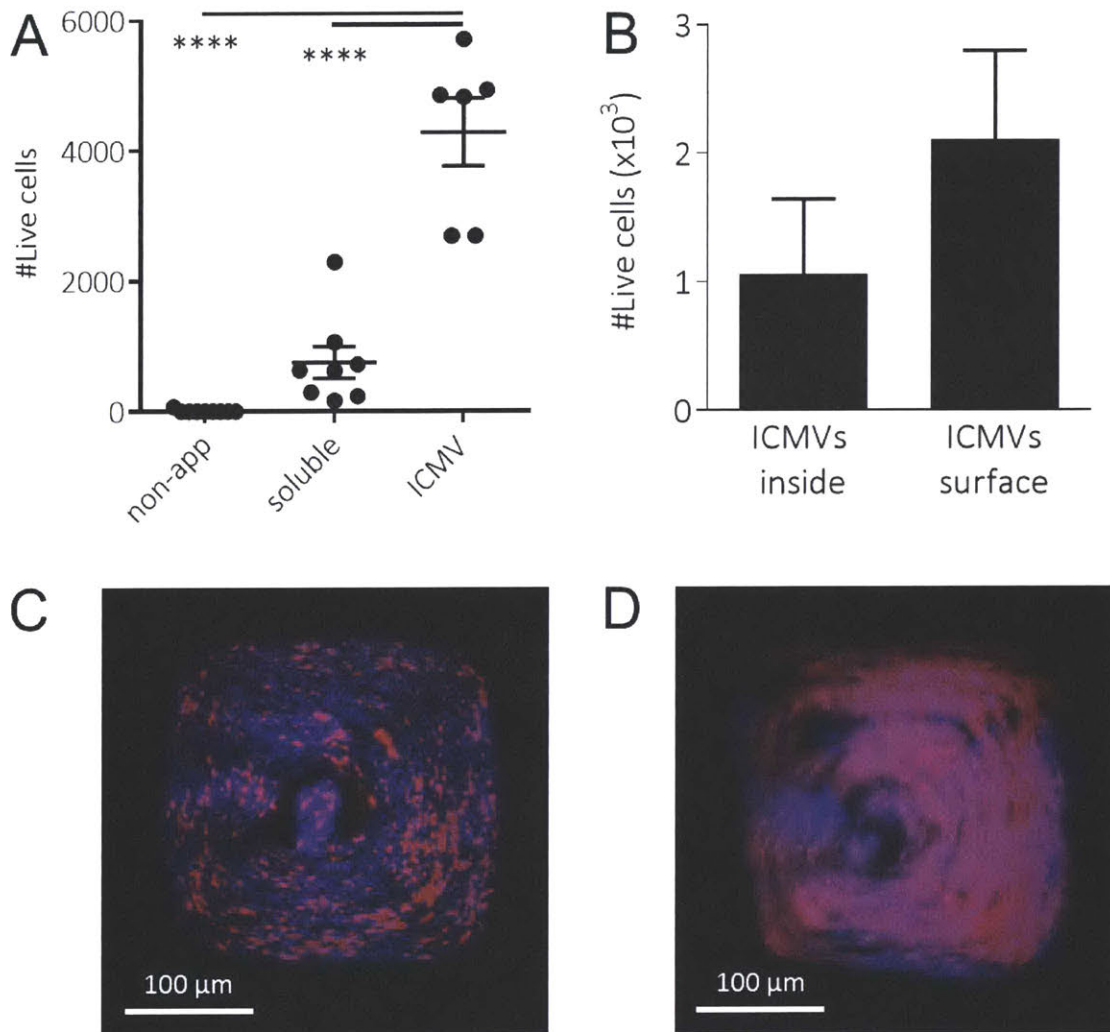 A
6000
4000
2000
0
#Live cells
****
****
non-app
soluble
ICMV
B
3
2
1
0
#Live cells (x10³)
ICMVs
inside
ICMVs
surface
C
100 µm
D
100 µm